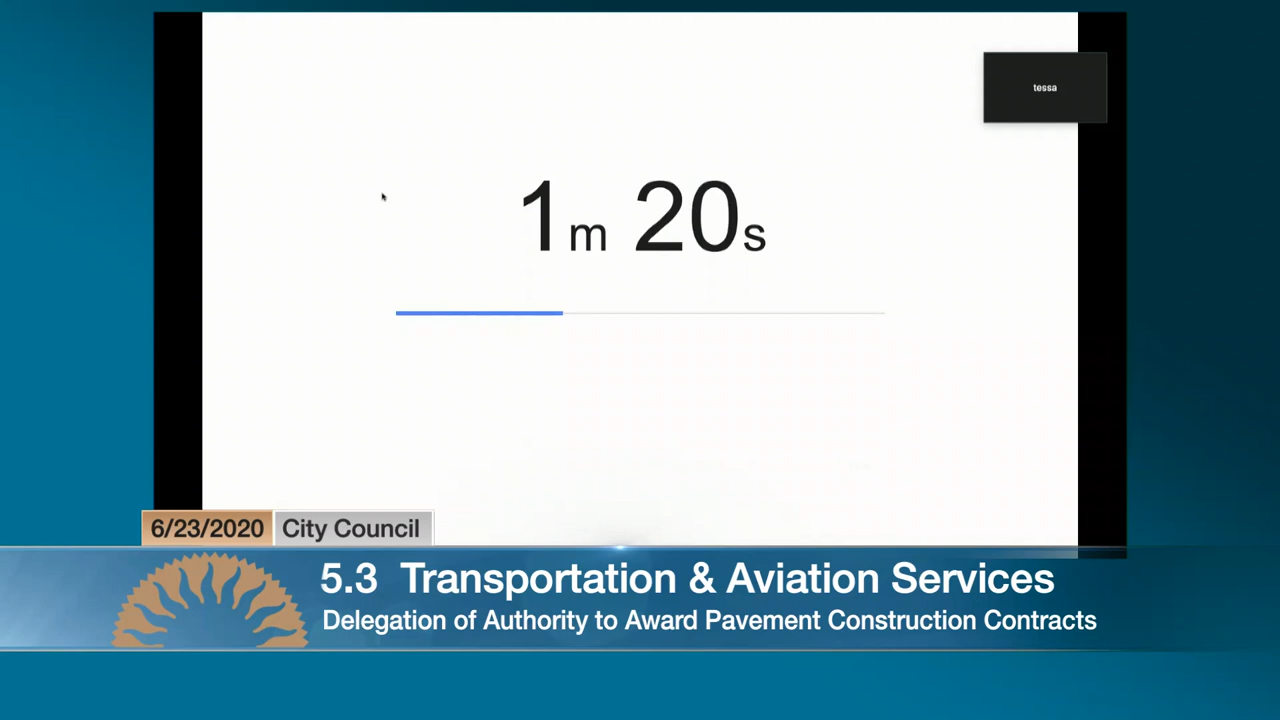 tessa
1m 20s
6/23/2020 City Council
5.3 Transportation & Aviation Services
Delegation of Authority to Award Pavement Construction Contracts